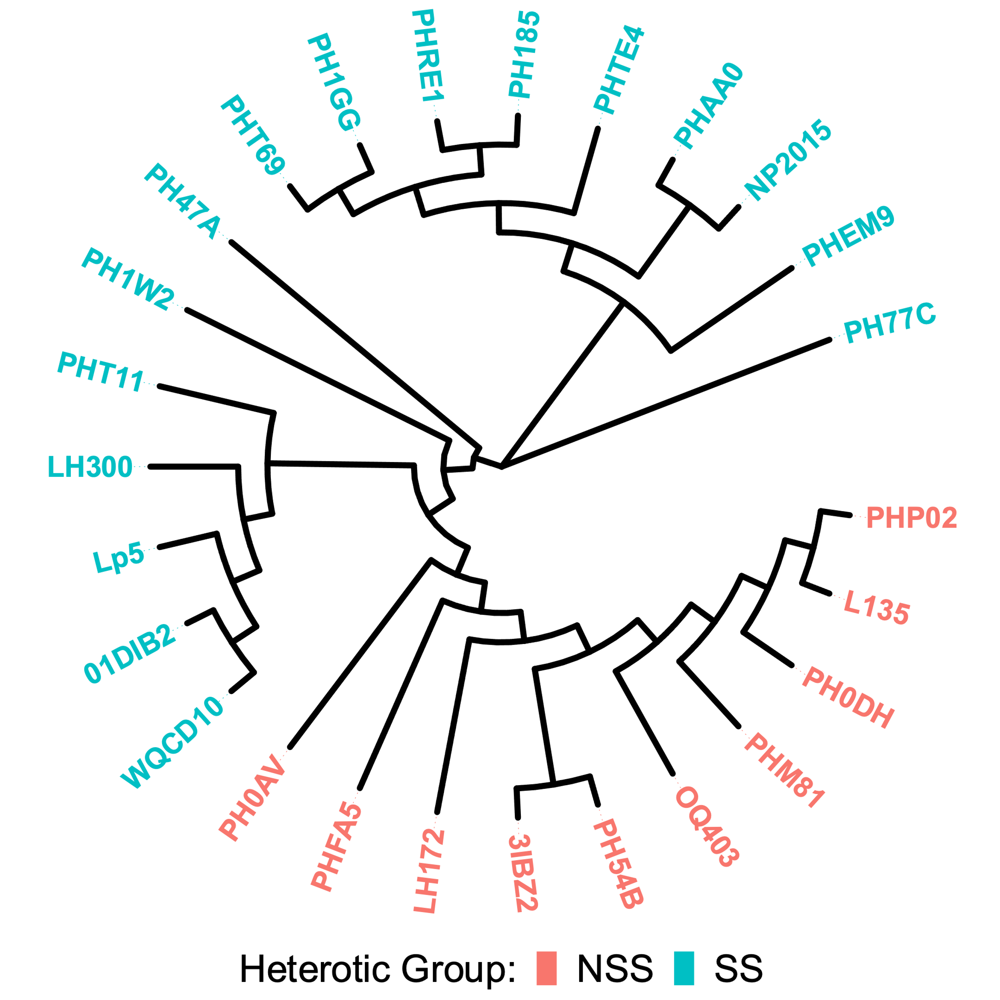 PHRE1
PH185
PHTE4
PH1GG
PHAA0
PHT69
NP2015
PH47A
PHEM9
PH1W2
PH77C
PHT11
LH300
PHP02
Lp5
L135
01DIB2
PH0DH
WQCD10
PHM81
PH0AV
OQ403
PHFA5
LH172
3IBZ2
PH54B
Heterotic Group: NSS SS